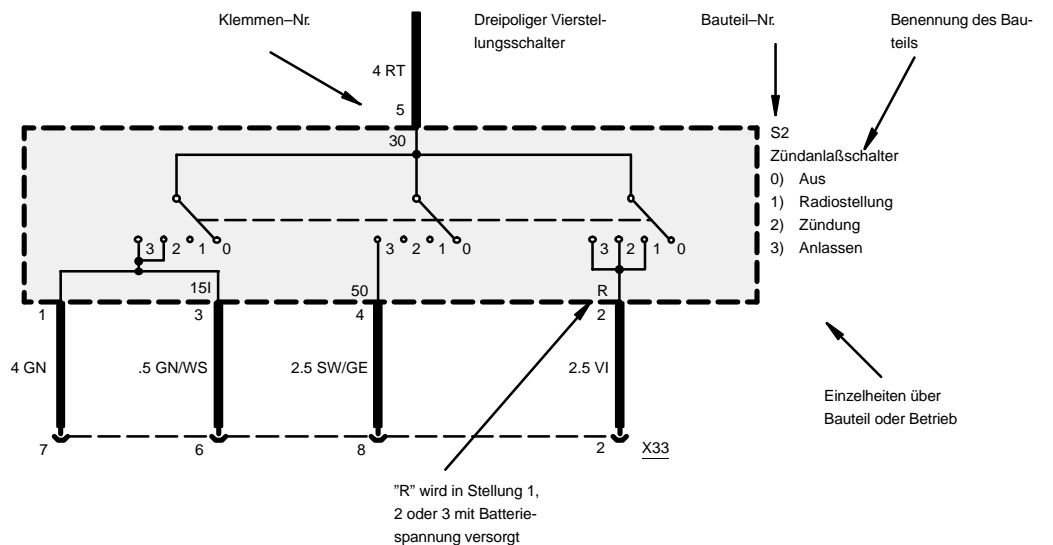 Klemmen–Nr.
Dreipoliger Vierstel-
lungsschalter
Bauteil–Nr.
Benennung des Bau-
teils
4 RT
5
30
S2
Zündanlaßschalter
0) Aus
1) Radiostellung
2) Zündung
3) Anlassen
3 2 1 0
3 2 1 0
3 2 1 0
15I
50
R
1
3
4
2
4 GN
.5 GN/WS
2.5 SW/GE
2.5 VI
7
6
8
2
X33
Einzelheiten über
Bauteil oder Betrieb
”R” wird in Stellung 1,
2 oder 3 mit Batterie-
spannung versorgt